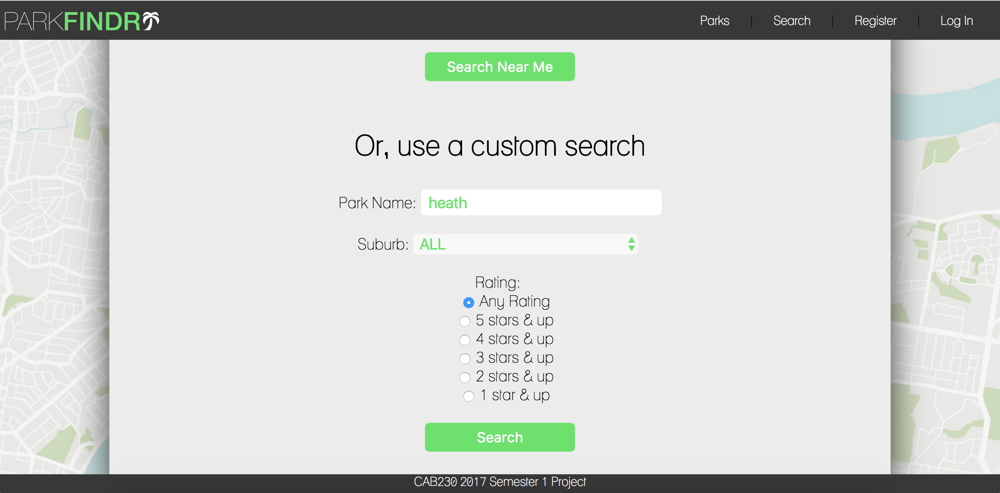 PARKFINDR
Parks | Search | Register | Log In
Search Near Me
Or, use a custom search
Park Name: heath
Suburb: ALL
Rating:
Any Rating
5 stars & up
4 stars & up
3 stars & up
2 stars & up
1 star & up
Search
CAB230 2017 Semester 1 Project